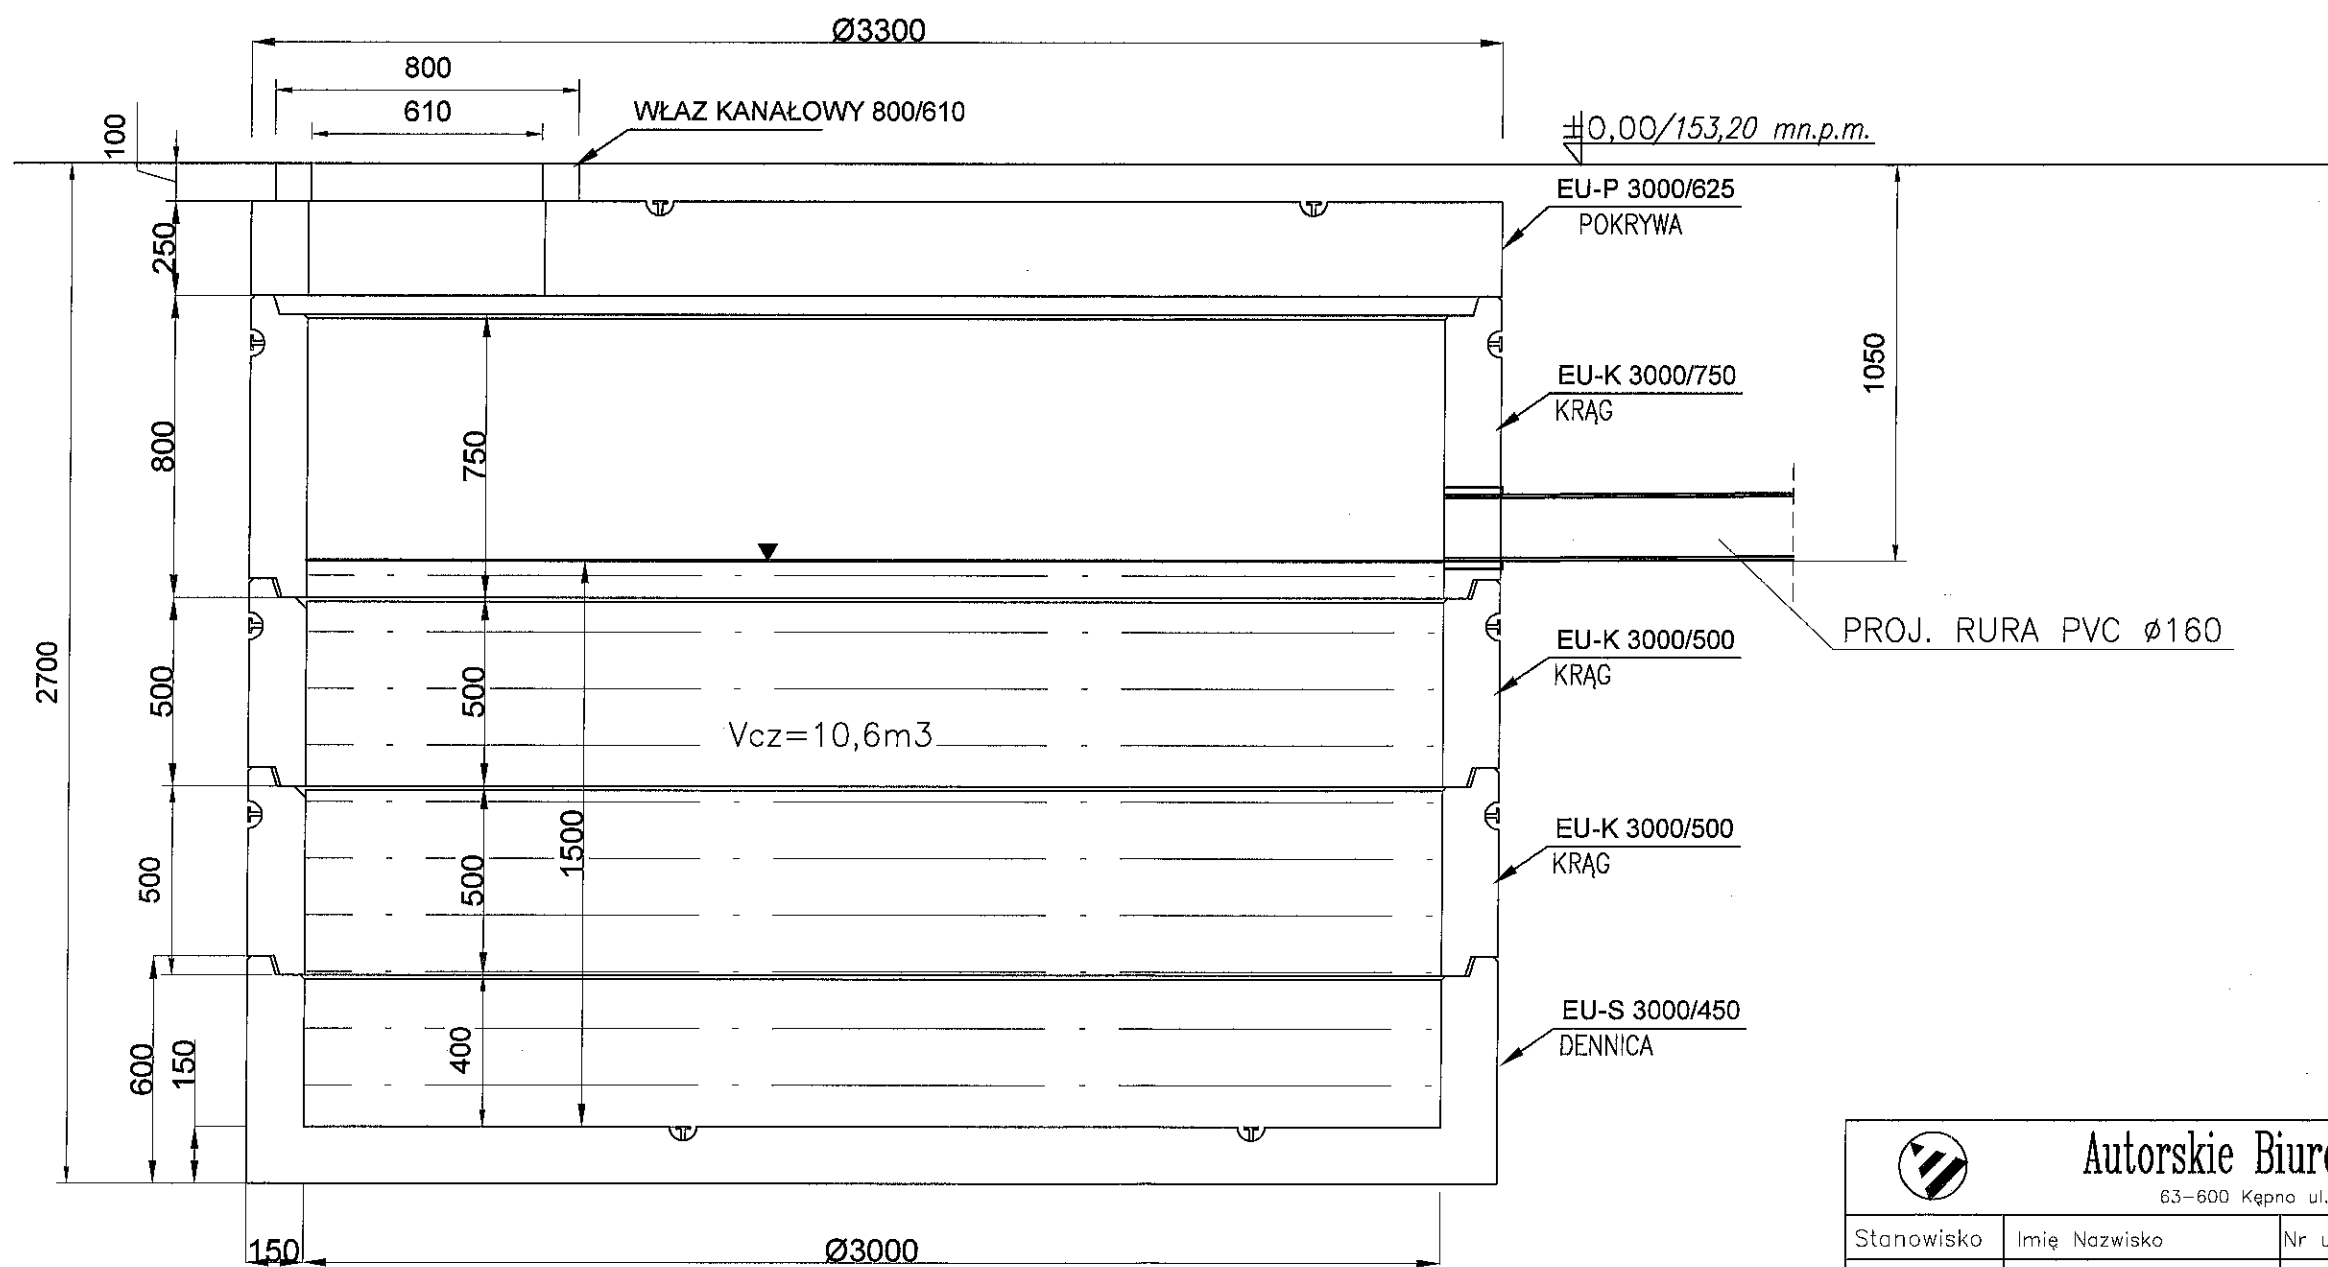 Ø3300
800
610
WŁAZ KANAŁOWY 800/610
100
±0,00/153,20 mn.p.m.
EU-P 3000/625
POKRYWA
250
EU-K 3000/750
KRĄG
1050
800
750
PROJ. RURA PVC ø160
EU-K 3000/500
KRĄG
2700
500
500
Vcz=10,6m3
EU-K 3000/500
KRĄG
500
500
1500
EU-S 3000/450
DENNICA
600
150
400
150
Ø3000
Autorskie Biuro
63-600 Kępno ul.
Stanowisko Imię Nazwisko Nr